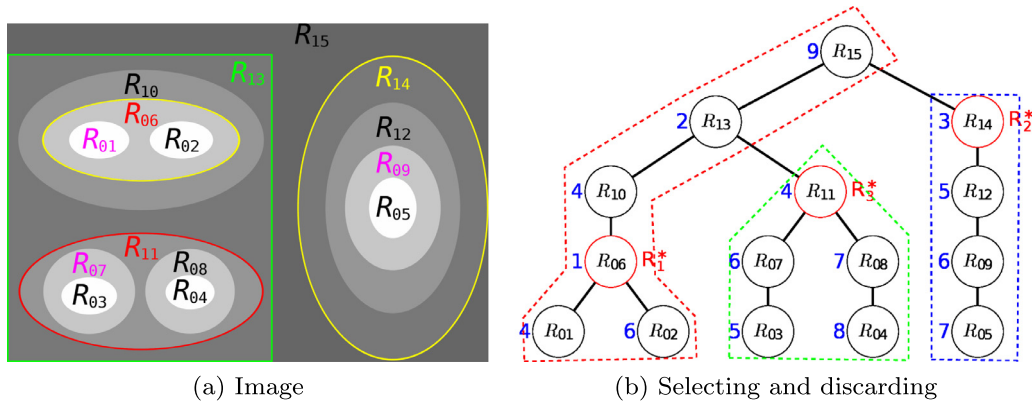 R15
R13
R14
R10
R06
R01
R02
R12
R09
R05
R11
R07
R08
R03
R04
(a) Image
9 R15
2 R13
3 R14 R2*
4 R10
4 R11 R3*
5 R12
1 R06 R1*
6 R07
7 R08
6 R09
4 R01
6 R02
5 R03
8 R04
7 R05
(b) Selecting and discarding